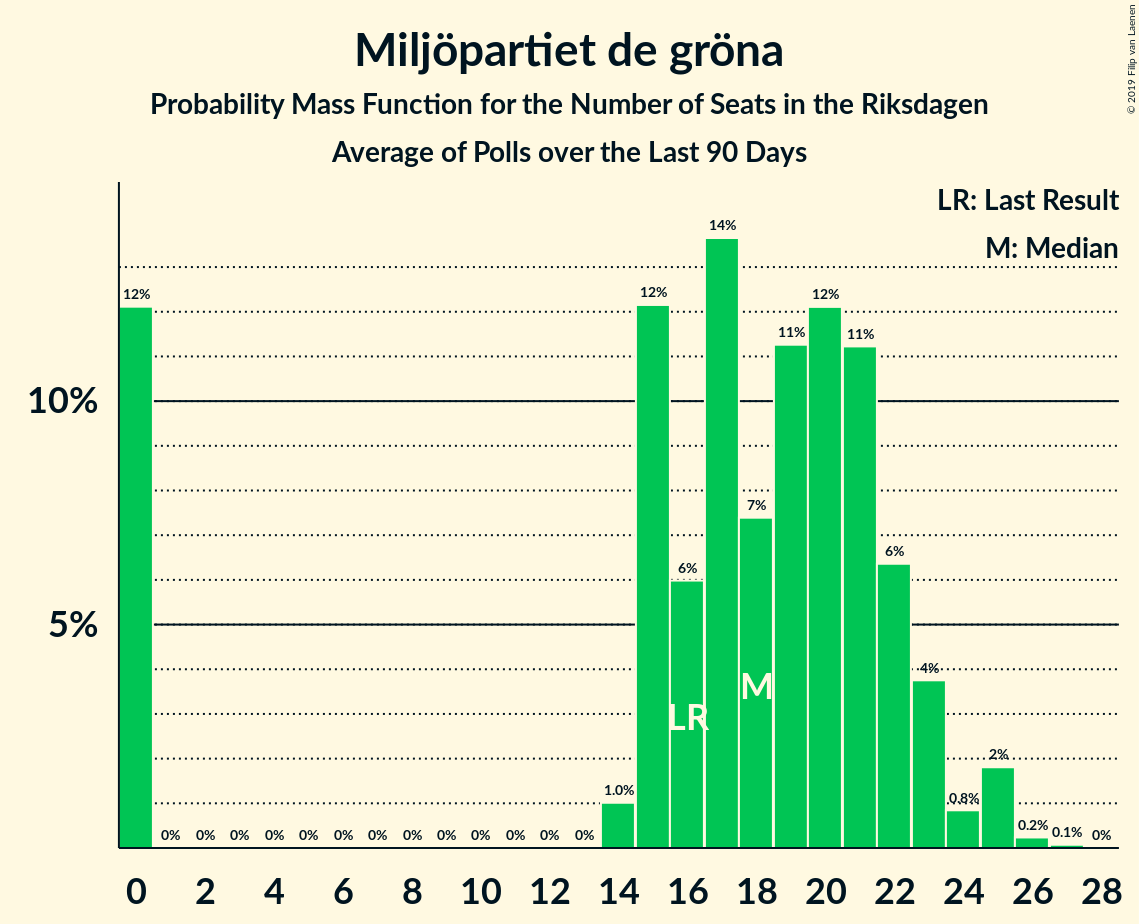 Miljöpartiet de gröna
Probability Mass Function for the Number of Seats in the Riksdagen
Average of Polls over the Last 90 Days
© 2019 Filip van Laenen
LR: Last Result
M: Median
14%
12% 12% 12%
11% 11%
10%
7%
6% 6%
5%
4%
M
LR
2%
1.0% 0.8%
0% 0% 0% 0% 0% 0% 0% 0% 0% 0% 0% 0% 0% 0.2% 0.1% 0%
0 2 4 6 8 10 12 14 16 18 20 22 24 26 28